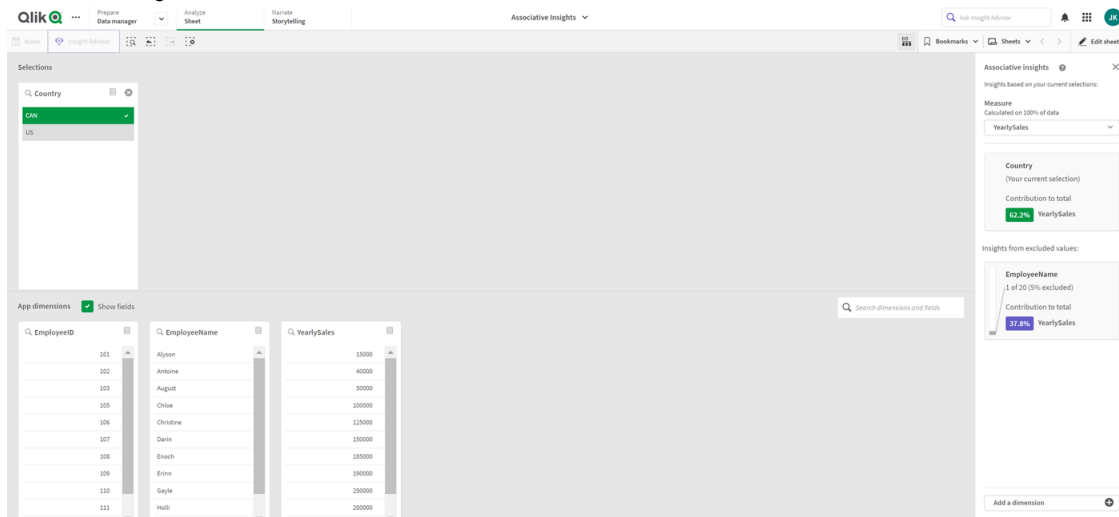 Qlik
Prepare
Data manager
Analyze
Sheet
Narrate
Storytelling
Associative Insights
Ask Insight Advisor
JK
Notes
Insight Advisor
Bookmarks
Sheets
Edit sheet
Selections
Country
CAN
US
Associative insights
Insights based on your current selections:
Measure
Calculated on 100% of data
YearlySales
Country
(Your current selection)
Contribution to total
62.2% YearlySales
Insights from excluded values:
EmployeeName
1 of 20 (5% excluded)
Contribution to total
37.8% YearlySales
App dimensions
Show fields
Search dimensions and fields
EmployeeID
101
102
103
105
106
107
108
109
110
111
EmployeeName
Alyson
Antoine
August
Chloe
Christine
Darin
Enoch
Erinn
Gayle
Holli
YearlySales
15000
40000
50000
100000
125000
150000
185000
190000
250000
280000
Add a dimension